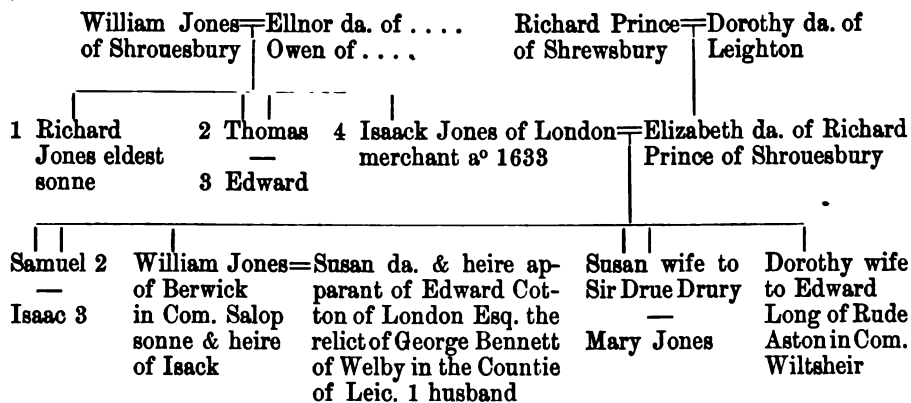 William Jones=Ellnor da. of . . . .
of Shrouesbury Owen of . . . .
Richard Prince=Dorothy da. of
of Shrewsbury Leighton
1 Richard
Jones eldest
sonne
2 Thomas
—
3 Edward
4 Isaack Jones of London=Elizabeth da. of Richard
merchant aº 1633 Prince of Shrouesbury
Samuel 2
—
Isaac 3
William Jones=Susan da. & heire ap-
of Berwick parant of Edward Cot-
in Com. Salop ton of London Esq. the
sonne & heire relict of George Bennett
of Isack of Welby in the Countie
of Leic. 1 husband
Susan wife to
Sir Drue Drury
—
Mary Jones
Dorothy wife
to Edward
Long of Rude
Aston in Com.
Wiltsheir